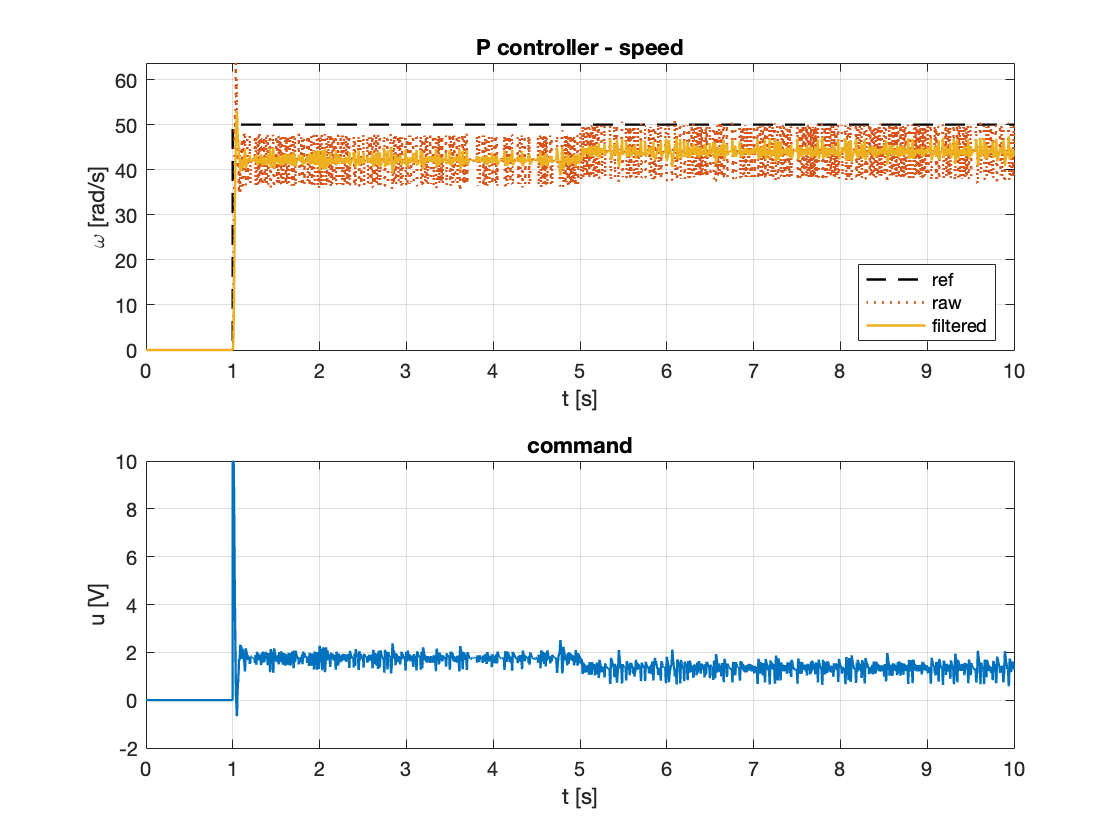 P controller - speed
ω [rad/s]
60
50
40
30
20
10
0
ref
raw
filtered
0 1 2 3 4 5 6 7 8 9 10
t [s]
command
u [V]
10
8
6
4
2
0
-2
0 1 2 3 4 5 6 7 8 9 10
t [s]